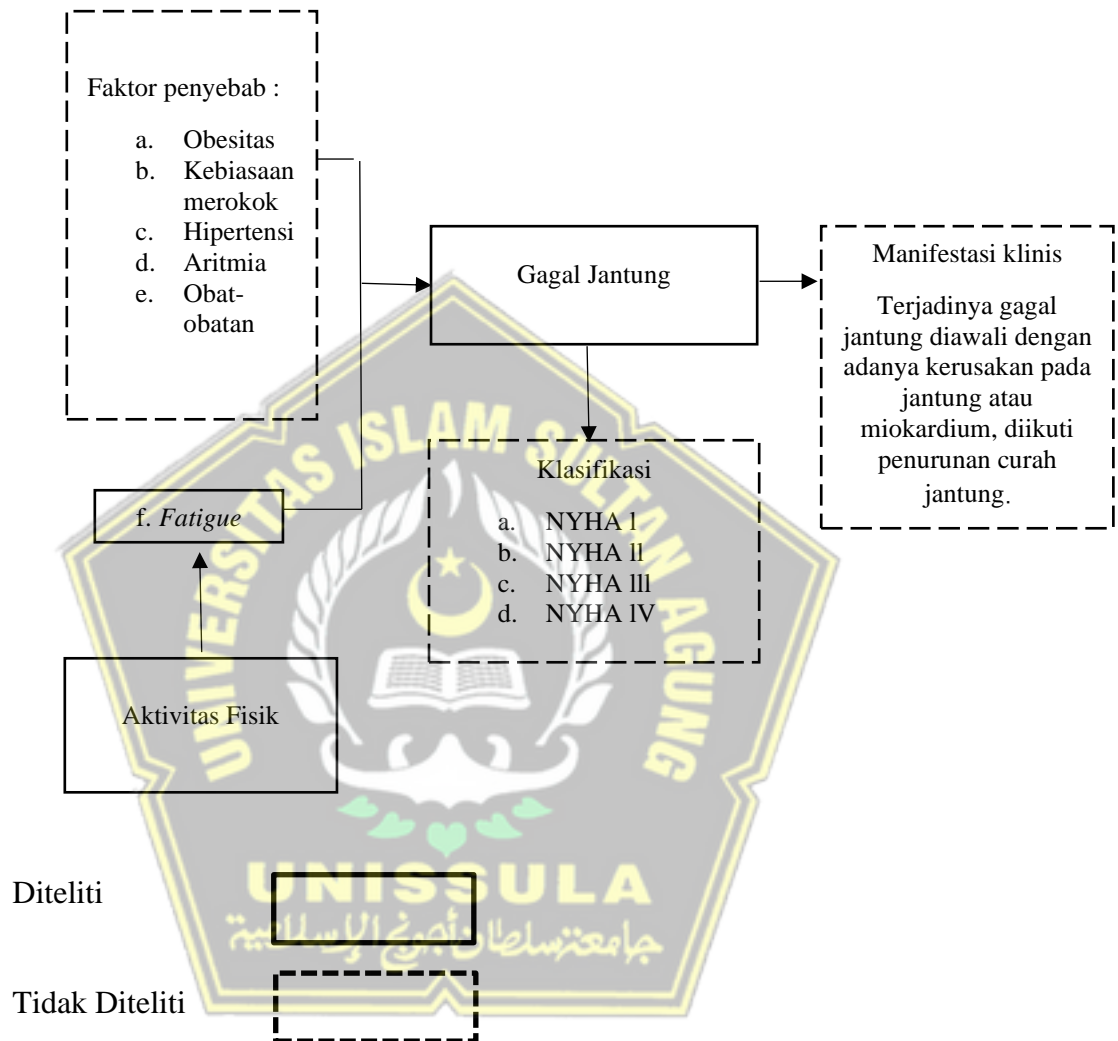 Faktor penyebab :
a. Obesitas
b. Kebiasaan
merokok
c. Hipertensi
d. Aritmia
e. Obat-
obatan
Gagal Jantung
Manifestasi klinis
Terjadinya gagal
jantung diawali dengan
adanya kerusakan pada
jantung atau
miokardium, diikuti
penurunan curah
jantung.
Klasifikasi
a. NYHA l
b. NYHA ll
c. NYHA lll
d. NYHA lV
f. Fatigue
Aktivitas Fisik
UNIVERSITAS ISLAM SULTAN AGUNG
UNISSULA
جامعة سلطان أجونج الإسلامية
Diteliti
Tidak Diteliti